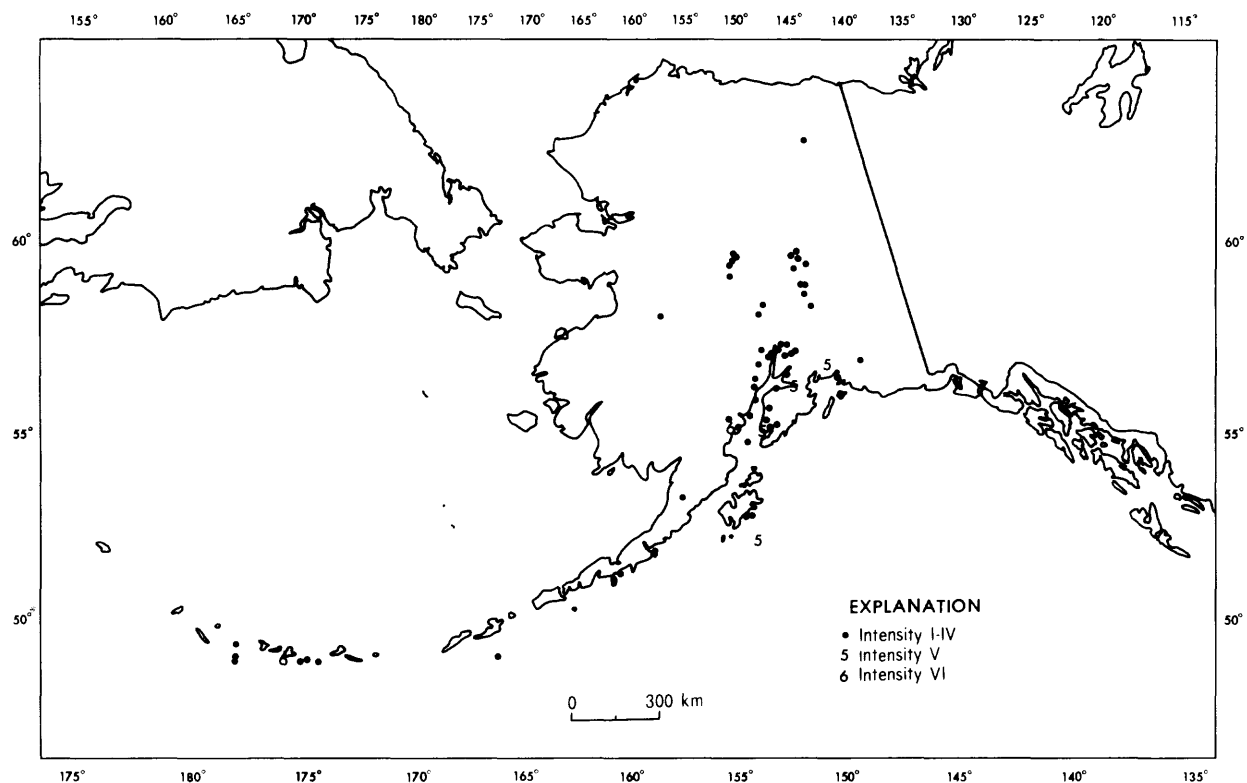 155° 160° 165° 170° 175° 180° 175° 170° 165° 160° 155° 150° 145° 140° 135° 130° 125° 120° 115°
60° 60°
5
5
55° 55°
5
5
EXPLANATION
50° 50°
• Intensity I-IV
5 Intensity V
6 Intensity VI
0 300 km
175° 180° 175° 170° 165° 160° 155° 150° 145° 140° 135°